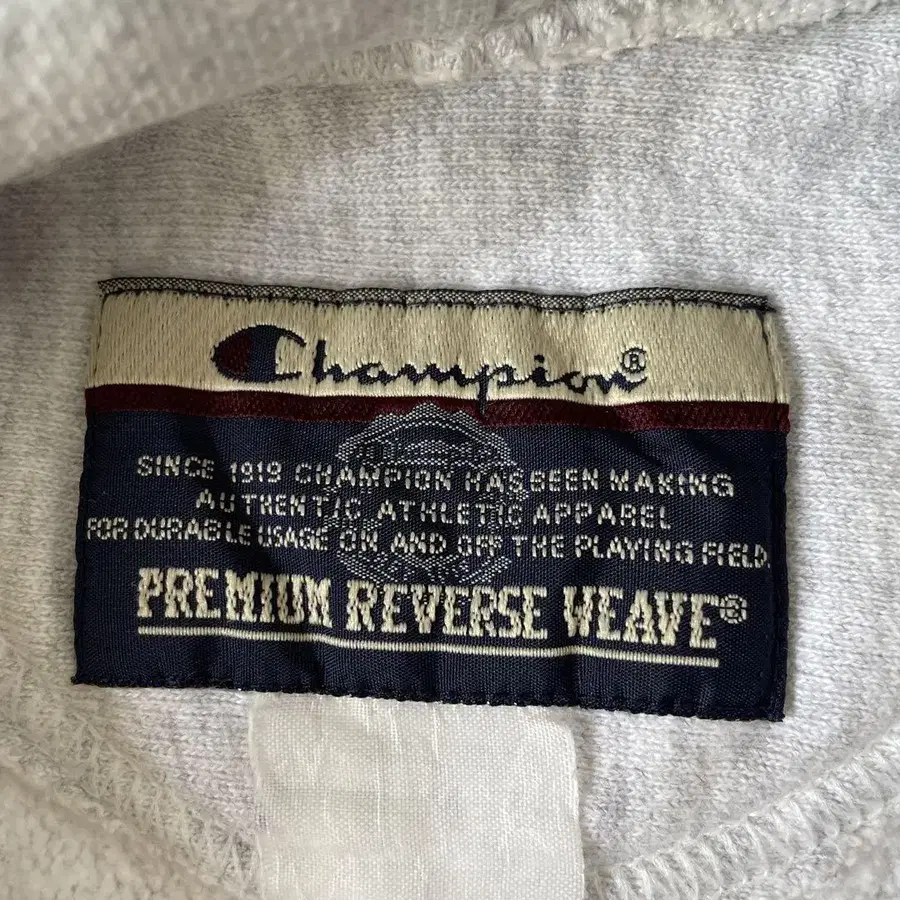 Champion®
SINCE 1919 CHAMPION HAS BEEN MAKING
AUTHENTIC ATHLETIC APPAREL
FOR DURABLE USAGE ON AND OFF THE PLAYING FIELD.
PREMIUM REVERSE WEAVE®